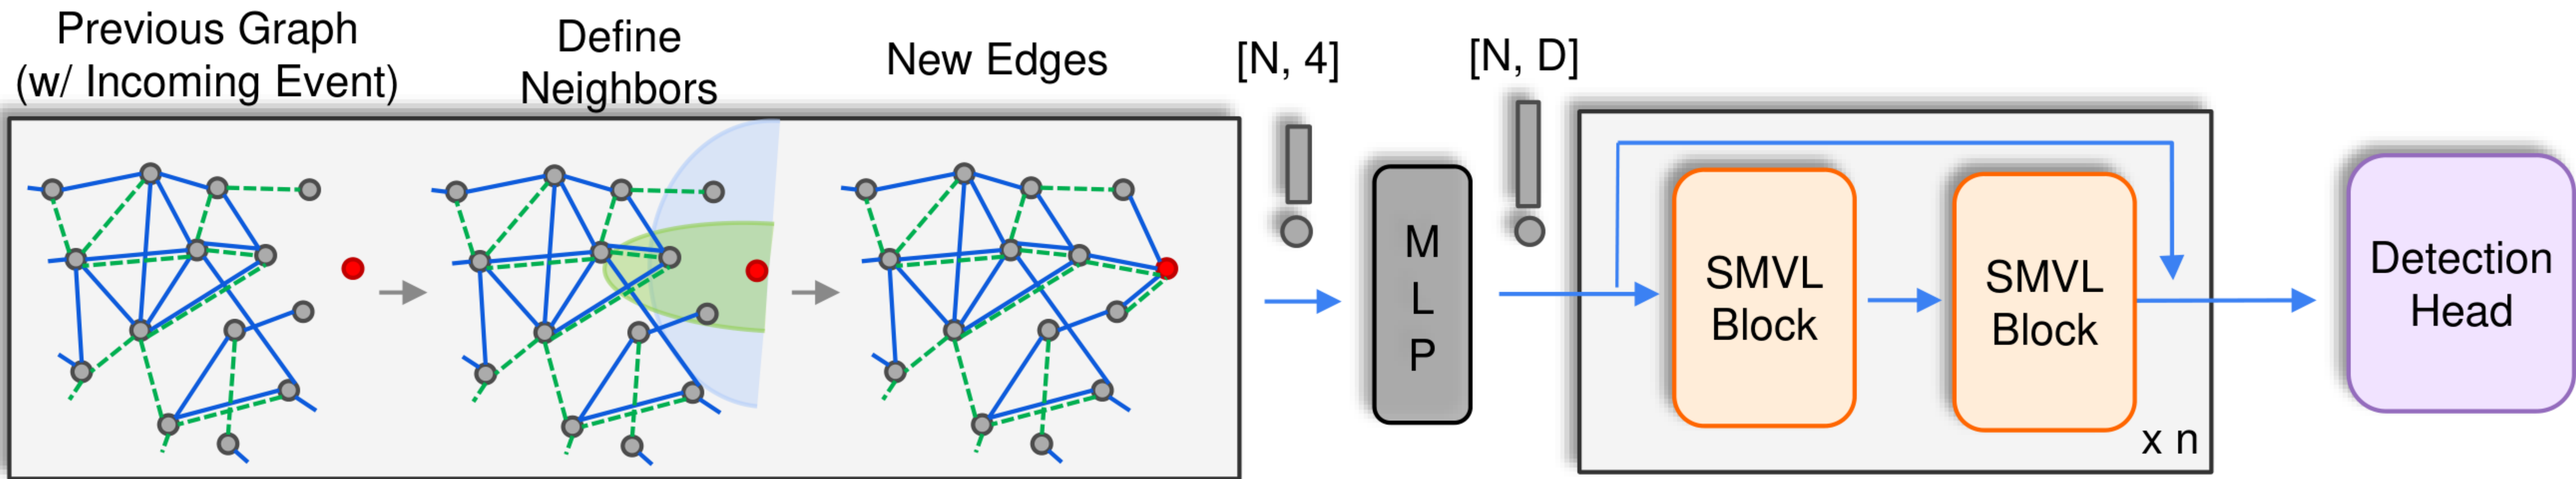 Previous Graph
(w/ Incoming Event)
Define
Neighbors
New Edges
[N, 4]
[N, D]
M
L
P
SMVL
Block
SMVL
Block
x n
Detection
Head